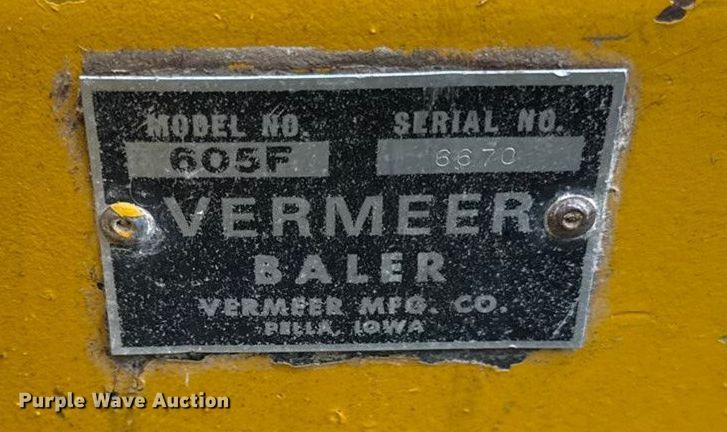 MODEL NO. SERIAL NO.
605F 6670
VERMEER
BALER
VERMEER MFG. CO.
PELLA, IOWA
Purple Wave Auction